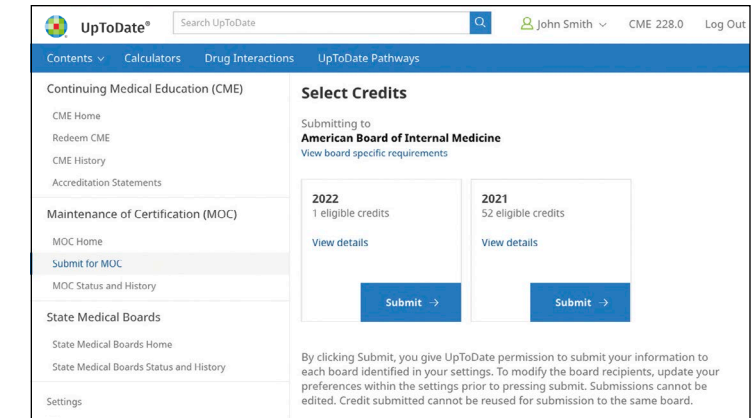 UpToDate®
Search UpToDate
John Smith
CME 228.0
Log Out
Contents
Calculators
Drug Interactions
UpToDate Pathways
Continuing Medical Education (CME)
CME Home
Redeem CME
CME History
Accreditation Statements
Maintenance of Certification (MOC)
MOC Home
Submit for MOC
MOC Status and History
State Medical Boards
State Medical Boards Home
State Medical Boards Status and History
Settings
Select Credits
Submitting to
American Board of Internal Medicine
View board specific requirements
2022
1 eligible credits
View details
Submit →
2021
52 eligible credits
View details
Submit →
By clicking Submit, you give UpToDate permission to submit your information to
each board identified in your settings. To modify the board recipients, update your
preferences within the settings prior to pressing submit. Submissions cannot be
edited. Credit submitted cannot be reused for submission to the same board.